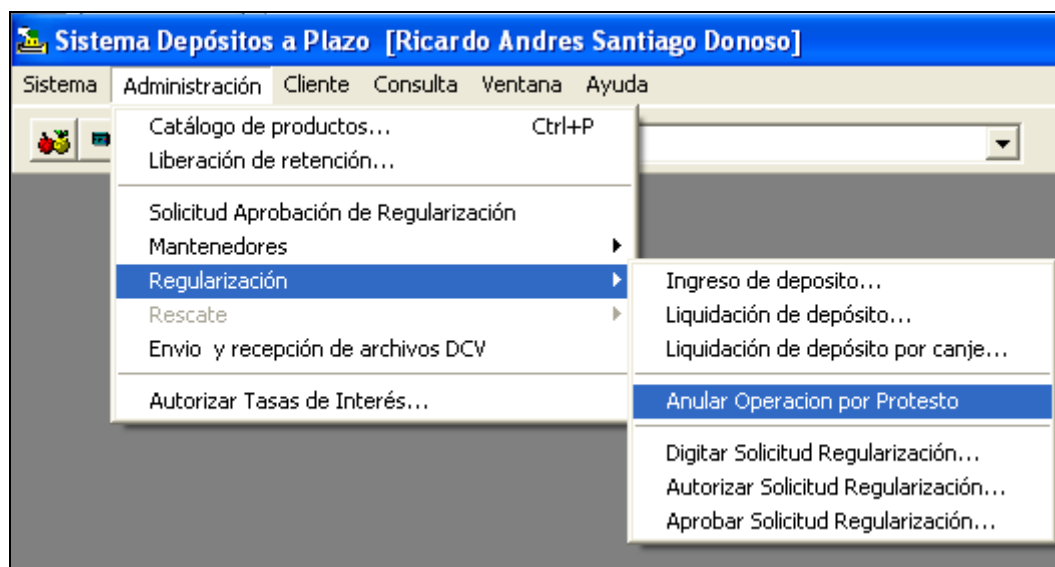 Sistema Depósitos a Plazo [Ricardo Andres Santiago Donoso]
Sistema Administración Cliente Consulta Ventana Ayuda
Catálogo de productos... Ctrl+P
Liberación de retención...
Solicitud Aprobación de Regularización
Mantenedores
Regularización
Rescate
Envio y recepción de archivos DCV
Autorizar Tasas de Interés...
Ingreso de deposito...
Liquidación de depósito...
Liquidación de depósito por canje...
Anular Operacion por Protesto
Digitar Solicitud Regularización...
Autorizar Solicitud Regularización...
Aprobar Solicitud Regularización...